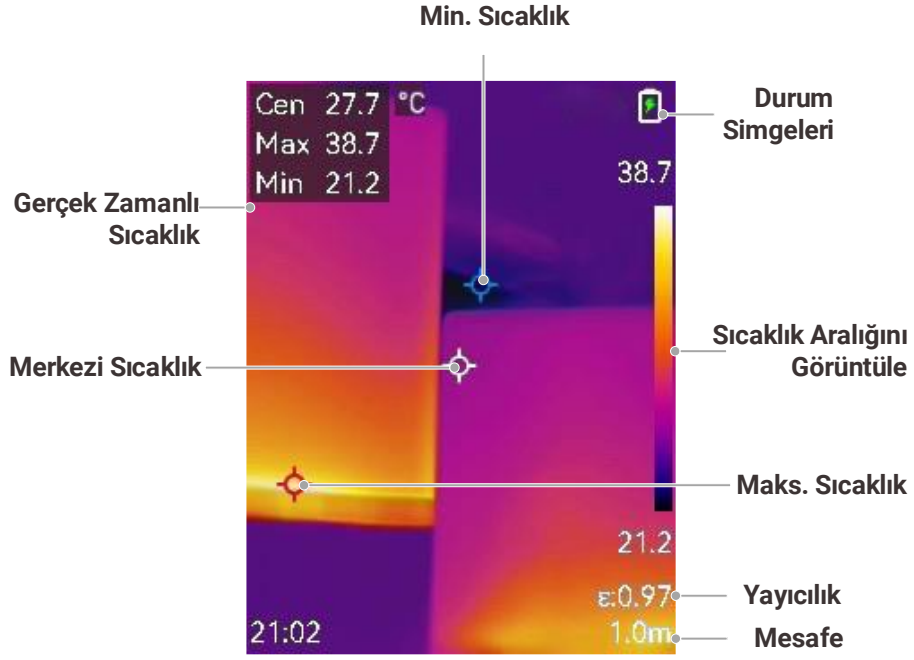 Min. Sıcaklık
Cen 27.7 °C
Max 38.7
Min 21.2
Durum
Simgeleri
38.7
Gerçek Zamanlı
Sıcaklık
Sıcaklık Aralığını
Görüntüle
Merkezi Sıcaklık
Maks. Sıcaklık
21.2
ε:0.97
Yayıcılık
21:02
1.0m
Mesafe